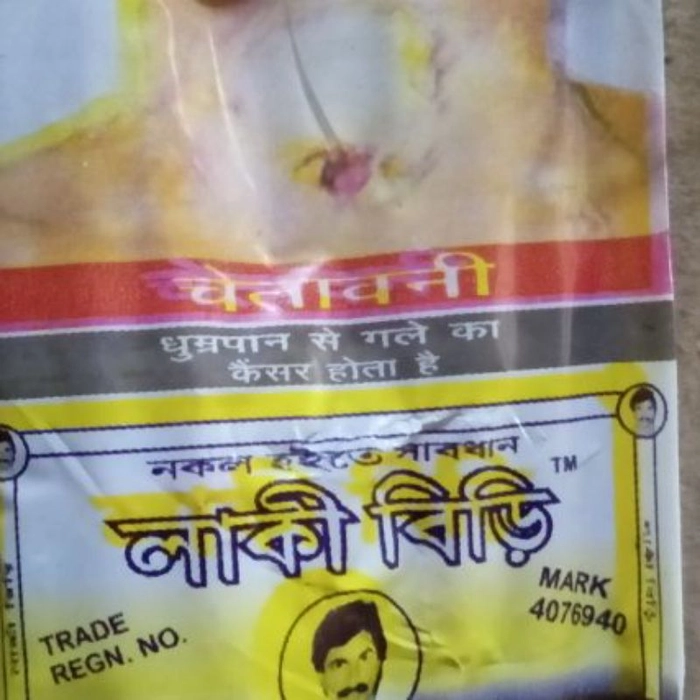 चेतावनी
धुम्रपान से गले का
कैंसर होता है
নকল হইতে সাবধান
TM
লাকী বিড়ি
MARK
4076940
TRADE
REGN. NO.
লাকী বিড়ি
লাকী বিড়ি